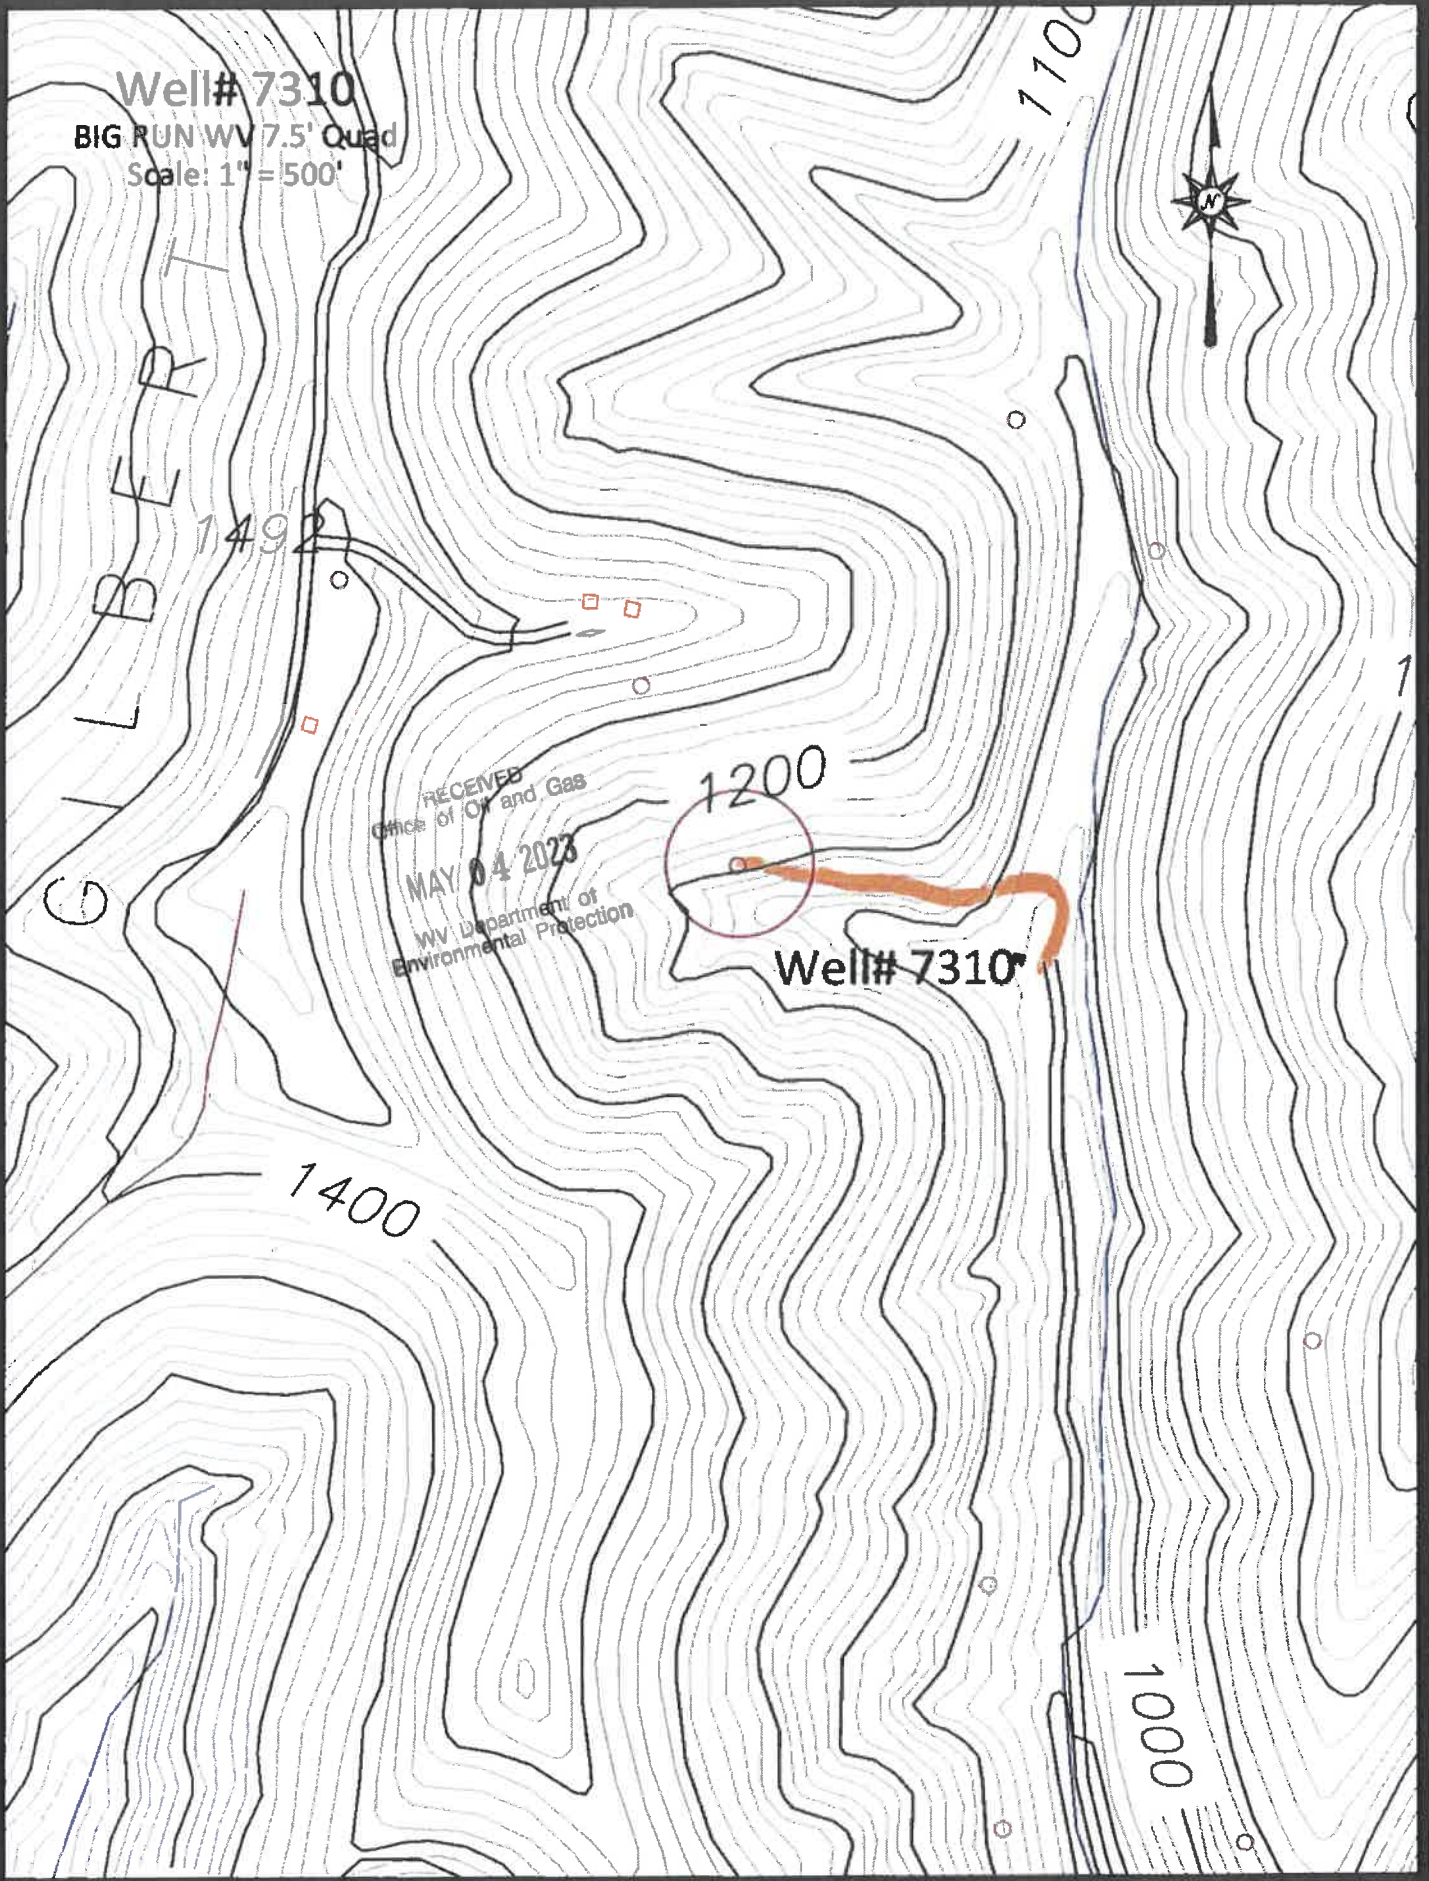 1100
Well# 7310
BIG RUN WV 7.5' Quad
Scale: 1" = 500'
N
GILBERT
1492
1
1200
RECEIVED
Office of Oil and Gas
MAY 04 2023
WV Department of
Environmental Protection
Well# 7310"
1400
1000